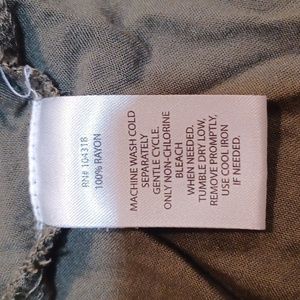 RN# 104318
100% RAYON
MACHINE WASH COLD
SEPARATELY
GENTLE CYCLE.
ONLY NON-CHLORINE
BLEACH
WHEN NEEDED.
TUMBLE DRY LOW,
REMOVE PROMPTLY,
USE COOL IRON
IF NEEDED.